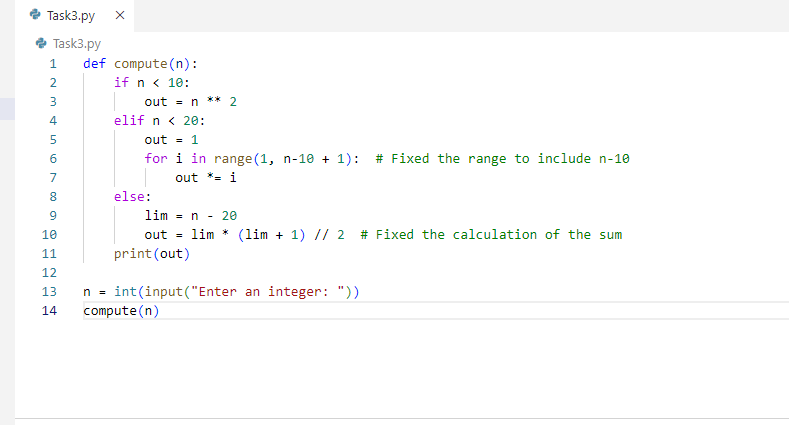 Task3.py ×
Task3.py
1 def compute(n):
2     if n < 10:
3         out = n ** 2
4     elif n < 20:
5         out = 1
6         for i in range(1, n-10 + 1):  # Fixed the range to include n-10
7             out *= i
8     else:
9         lim = n - 20
10         out = lim * (lim + 1) // 2  # Fixed the calculation of the sum
11     print(out)
12
13 n = int(input("Enter an integer: "))
14 compute(n)